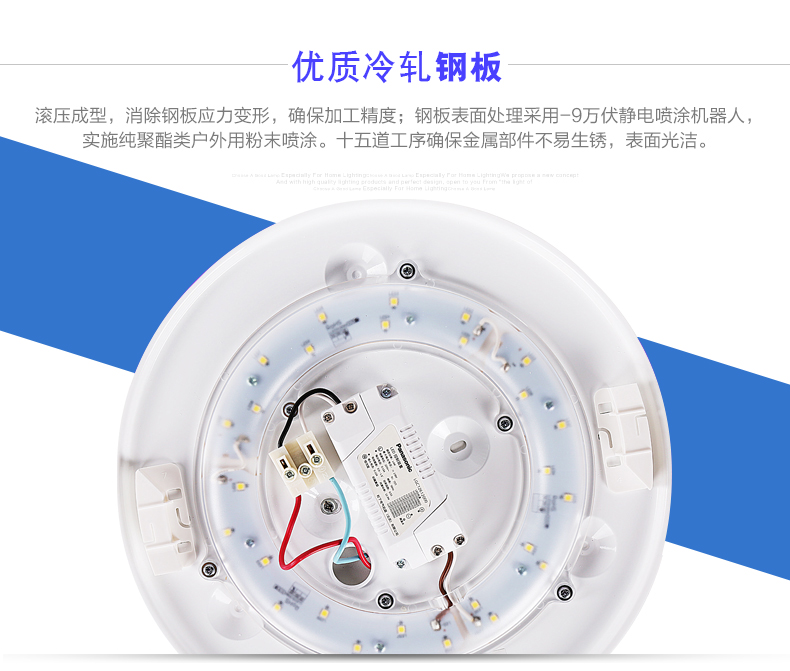 优质冷轧钢板
滚压成型，消除钢板应力变形，确保加工精度；钢板表面处理采用-9万伏静电喷涂机器人，
实施纯聚酯类户外用粉末喷涂。十五道工序确保金属部件不易生锈，表面光洁。
Especially For Home Lighting
And with high quality lighting products and perfect design, open to you From "the light of
Especially For Home Lighting
Panasonic